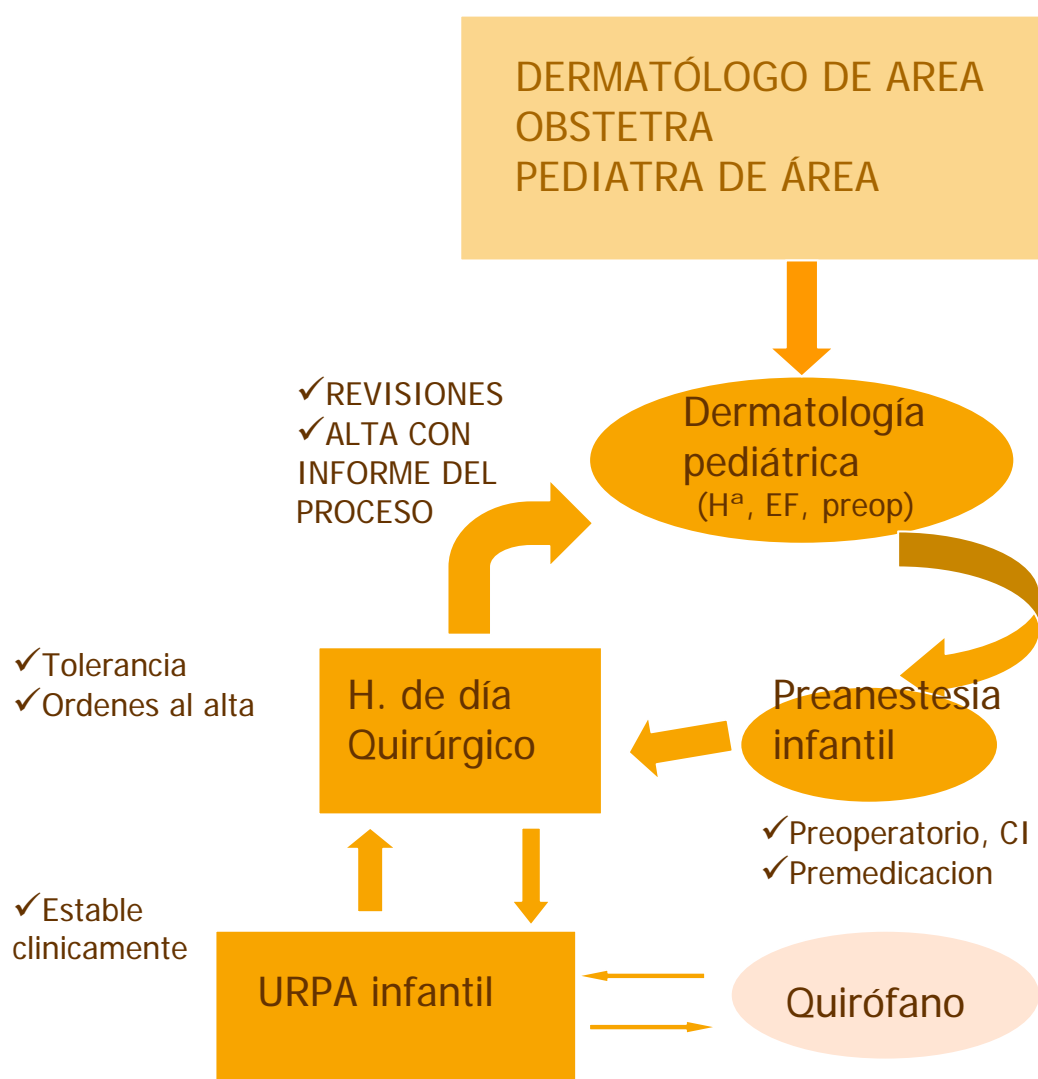 DERMATÓLOGO DE AREA
OBSTETRA
PEDIATRA DE ÁREA
✓REVISIONES
✓ALTA CON
INFORME DEL
PROCESO
Dermatología
pediátrica
(Hª, EF, preop)
✓Tolerancia
✓Ordenes al alta
H. de día
Quirúrgico
Preanestesia
infantil
✓Preoperatorio, CI
✓Premedicacion
✓Estable
clinicamente
URPA infantil
Quirófano